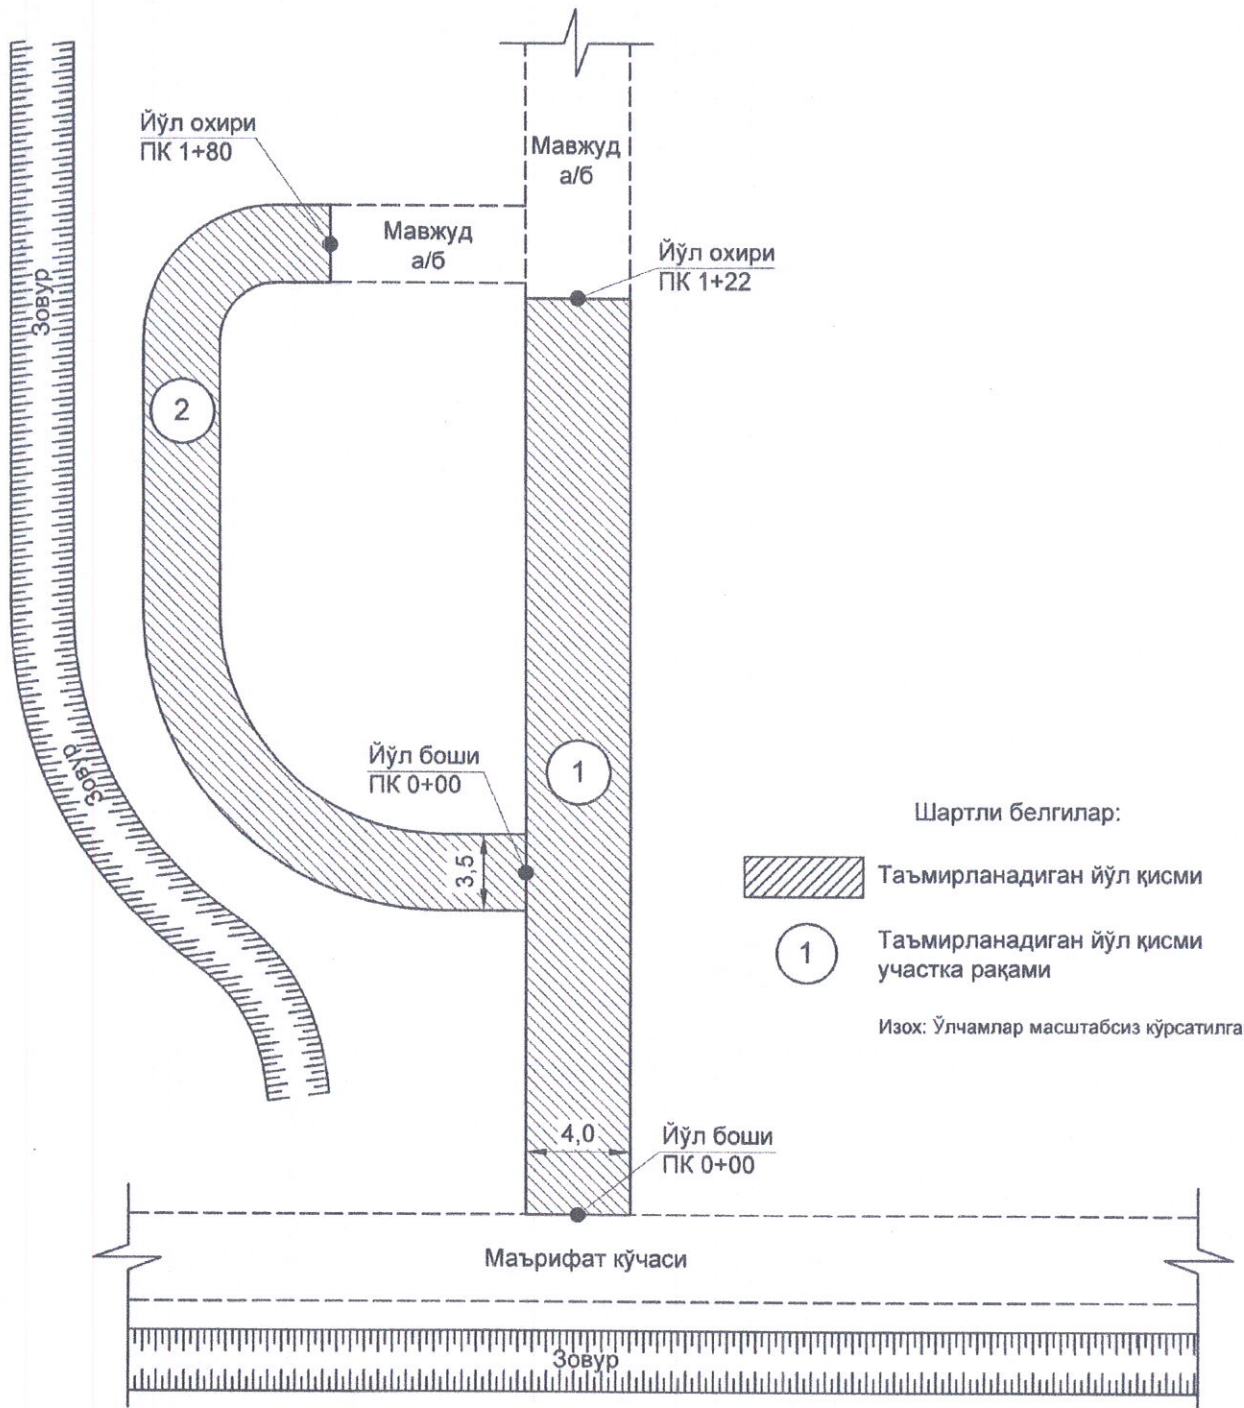 Йўл охири
ПК 1+80
Мавжуд
а/б
Мавжуд
а/б
Йўл охири
ПК 1+22
Зовур
2
Зовур
Йўл боши
ПК 0+00
1
3,5
Шартли белгилар:
Таъмирланадиган йўл қисми
1
Таъмирланадиган йўл қисми
участка рақами
Изох: Ўлчамлар масштабсиз кўрсатилга
4,0
Йўл боши
ПК 0+00
Маърифат кўчаси
Зовур